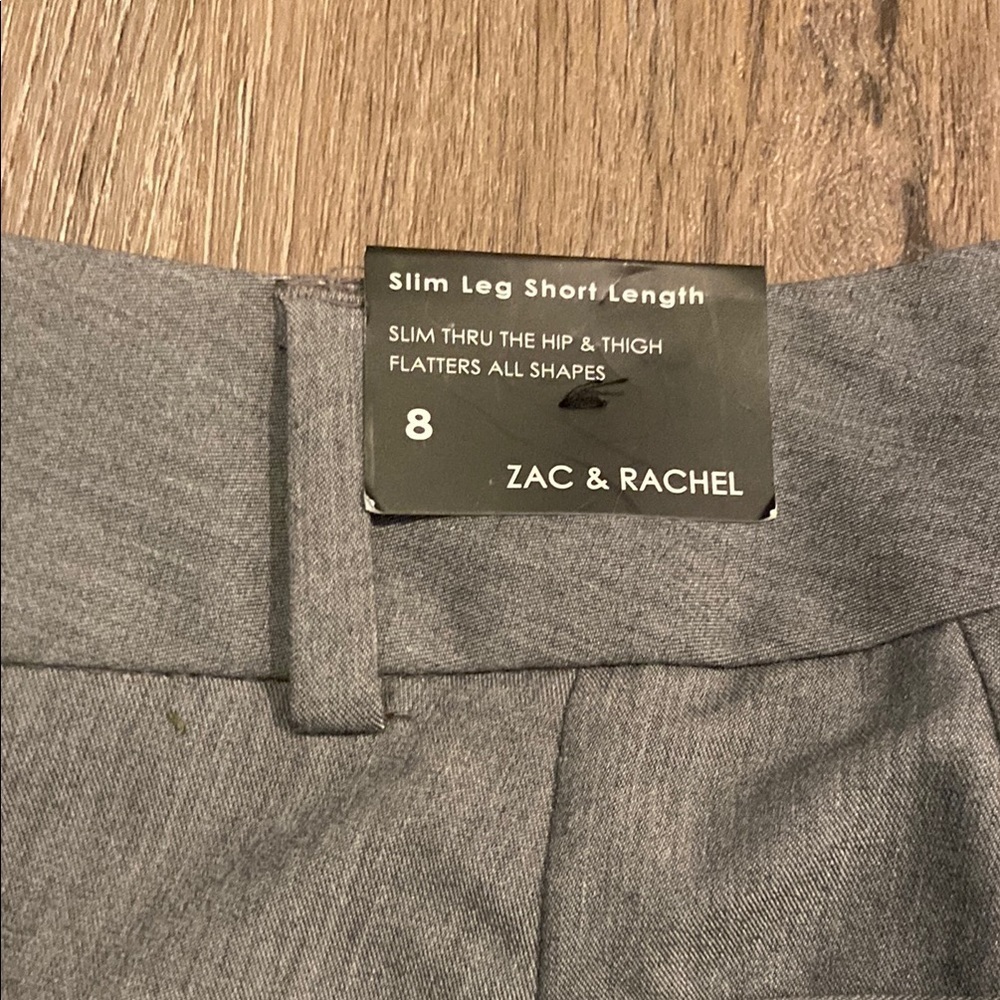 Slim Leg Short Length
SLIM THRU THE HIP & THIGH
FLATTERS ALL SHAPES
8
ZAC & RACHEL